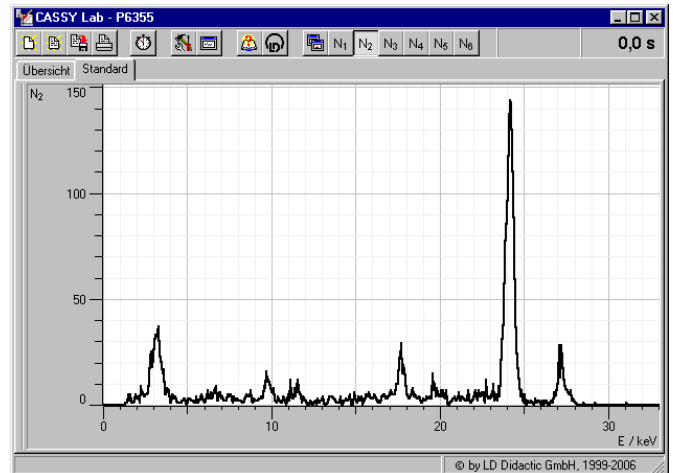 CASSY Lab - P6355
N₁ N₂ N₃ N₄ N₅ N₆ 0,0 s
Übersicht Standard
N₂
150
100
50
0
0 10 20 30
E / keV
© by LD Didactic GmbH, 1999-2006